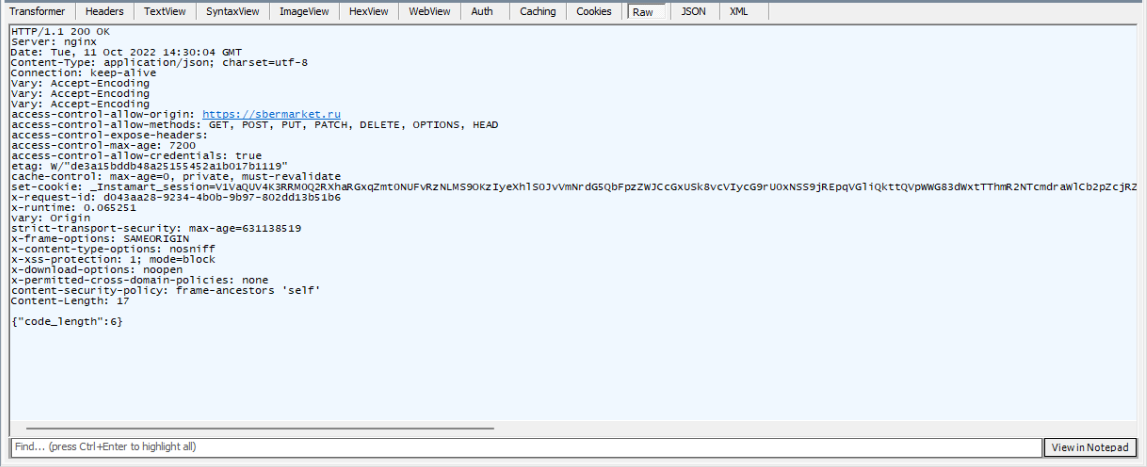 Transformer Headers TextView SyntaxView ImageView HexView WebView Auth Caching Cookies Raw JSON XML
HTTP/1.1 200 OK
Server: nginx
Date: Tue, 11 Oct 2022 14:30:04 GMT
Content-Type: application/json; charset=utf-8
Connection: keep-alive
Vary: Accept-Encoding
Vary: Accept-Encoding
Vary: Accept-Encoding
access-control-allow-origin: https://sbermarket.ru
access-control-allow-methods: GET, POST, PUT, PATCH, DELETE, OPTIONS, HEAD
access-control-expose-headers:
access-control-max-age: 7200
access-control-allow-credentials: true
etag: W/"de3a15bddb48a25155452a1b017b1119"
cache-control: max-age=0, private, must-revalidate
set-cookie:
x-request-id: d043aa28-9234-4b0b-9b97-802dd13b51b6
x-runtime: 0.065251
vary: Origin
strict-transport-security: max-age=631138519
x-frame-options: SAMEORIGIN
x-content-type-options: nosniff
x-xss-protection: 1; mode=block
x-download-options: noopen
x-permitted-cross-domain-policies: none
content-security-policy: frame-ancestors 'self'
Content-Length: 17
{"code_length":6}
Find... (press Ctrl+Enter to highlight all) View in Notepad